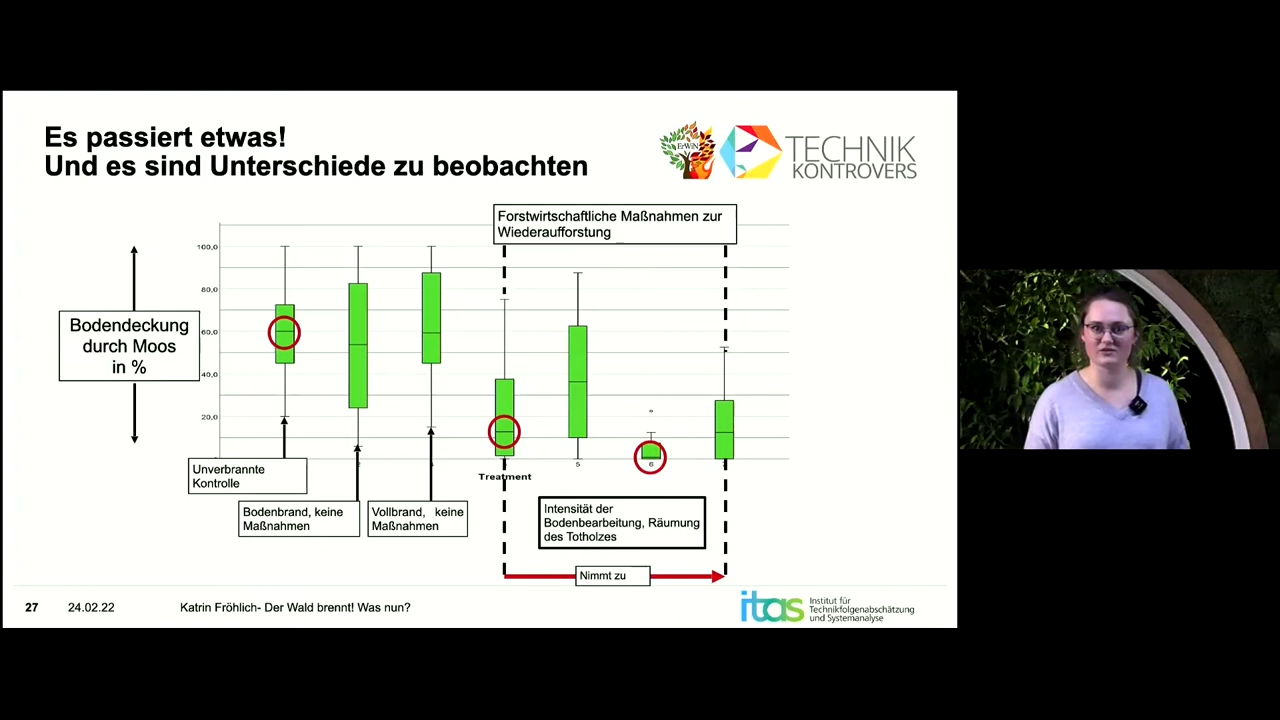 Es passiert etwas!
Und es sind Unterschiede zu beobachten
ErWiN
TECHNIK
KONTROVERS
Forstwirtschaftliche Maßnahmen zur
Wiederaufforstung
100,0
80,0
60,0
40,0
20,0
Bodendeckung
durch Moos
in %
5
6
Treatment
Unverbrannte
Kontrolle
Bodenbrand, keine
Maßnahmen
Vollbrand, keine
Maßnahmen
Intensität der
Bodenbearbeitung, Räumung
des Totholzes
Nimmt zu
27
24.02.22
Katrin Fröhlich- Der Wald brennt! Was nun?
itas
Institut für
Technikfolgenabschätzung
und Systemanalyse